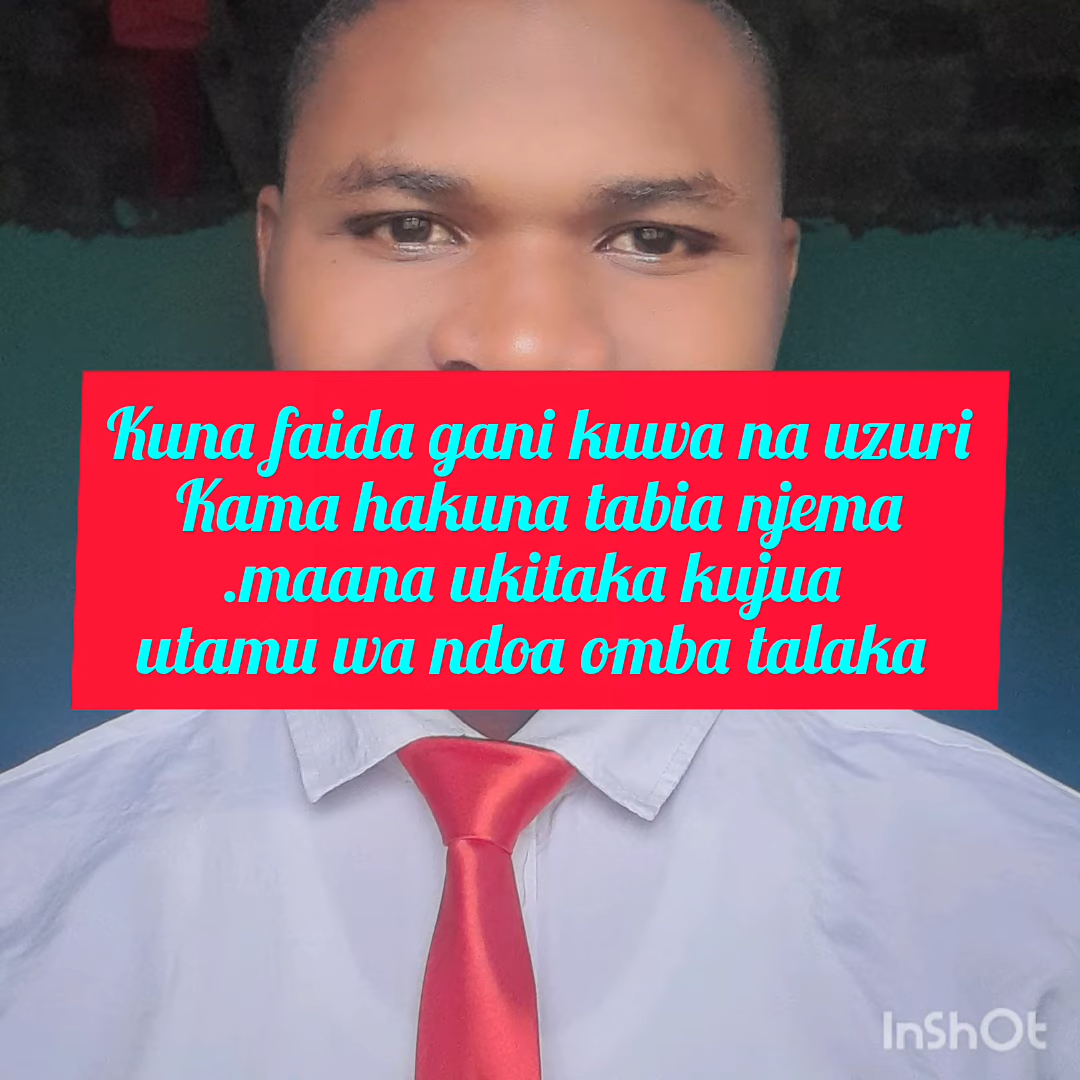 Kuna faida gani kuwa na uzuri
Kama hakuna tabia njema
.maana ukitaka kujua
utamu wa ndoa omba talaka
InShOt